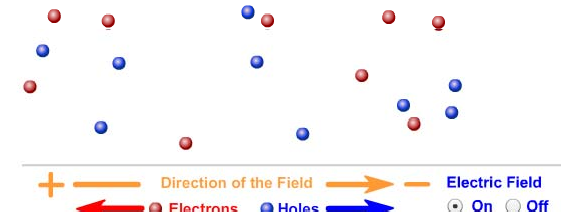 + Direction of the Field − Electric Field
Electrons Holes On Off